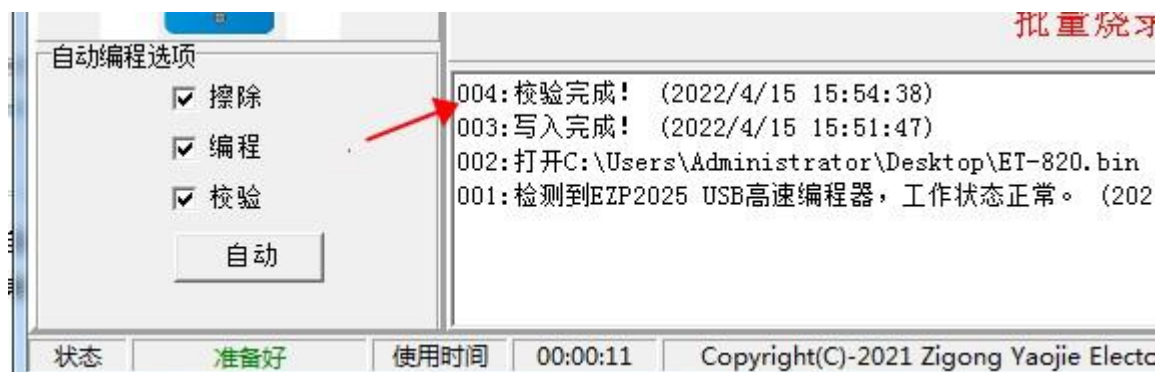 批量烧
自动编程选项
擦除
编程
校验
自动
004:校验完成! (2022/4/15 15:54:38)
003:写入完成! (2022/4/15 15:51:47)
002:打开C:\Users\Administrator\Desktop\ET-820.bin
001:检测到EZP2025 USB高速编程器,工作状态正常。 (202
状态 准备好 使用时间 00:00:11 Copyright(C)-2021 Zigong Yaojie Electo